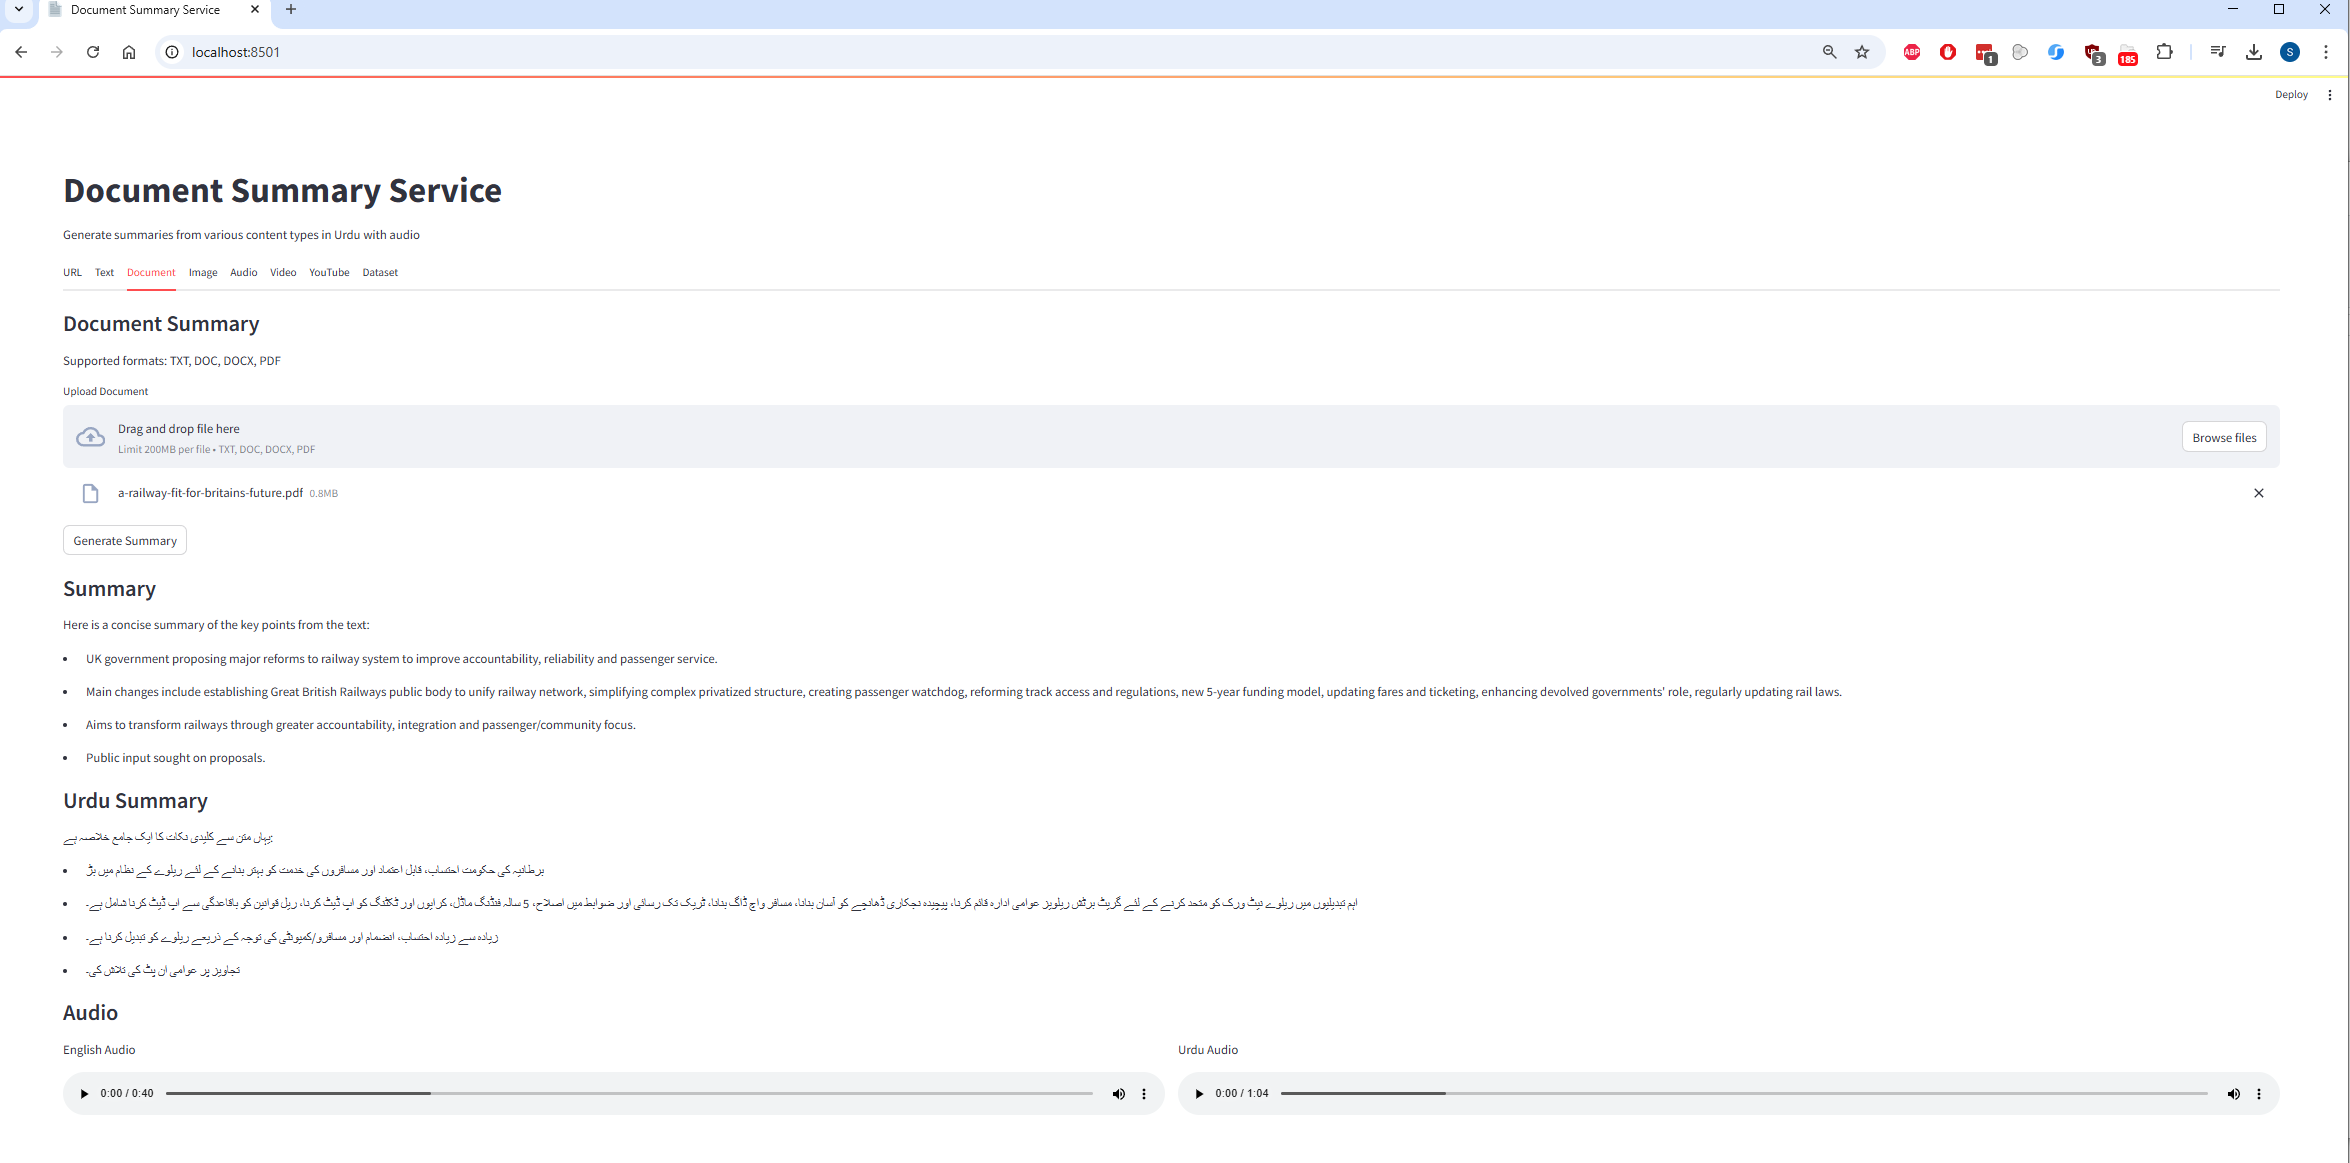 Document Summary Service
localhost:8501
ABP
1
3
185
S
Deploy
Document Summary Service
Generate summaries from various content types in Urdu with audio
URL Text Document Image Audio Video YouTube Dataset
Document Summary
Supported formats: TXT, DOC, DOCX, PDF
Upload Document
Drag and drop file here
Limit 200MB per file • TXT, DOC, DOCX, PDF
Browse files
a-railway-fit-for-britains-future.pdf 0.8MB
Generate Summary
Summary
Here is a concise summary of the key points from the text:
• UK government proposing major reforms to railway system to improve accountability, reliability and passenger service.
• Main changes include establishing Great British Railways public body to unify railway network, simplifying complex privatized structure, creating passenger watchdog, reforming track access and regulations, new 5-year funding model, updating fares and ticketing, enhancing devolved governments' role, regularly updating rail laws.
• Aims to transform railways through greater accountability, integration and passenger/community focus.
• Public input sought on proposals.
Urdu Summary
یہاں متن سے کلیدی نکات کا ایک جامع خلاصہ ہے:
• برطانیہ کی حکومت احتساب، قابل اعتماد اور مسافروں کی خدمت کو بہتر بنانے کے لئے ریلوے کے نظام میں بڑ
• اہم تبدیلیوں میں ریلوے نیٹ ورک کو متحد کرنے کے لئے گریٹ برٹش ریلویز عوامی ادارہ قائم کرنا، پیچیدہ نجکاری ڈھانچے کو آسان بنانا، مسافر واچ ڈاگ بنانا، ٹریک تک رسائی اور ضوابط میں اصلاح، 5 سالہ فنڈنگ ماڈل، کرایوں اور ٹکٹنگ کو اپ ڈیٹ کرنا، ریل قوانین کو باقاعدگی سے اپ ڈیٹ کرنا شامل ہے۔
• زیادہ سے زیادہ احتساب، انضمام اور مسافرو/کمیونٹی کی توجہ کے ذریعے ریلوے کو تبدیل کرنا ہے۔
• تجاویز پر عوامی ان پٹ کی تلاش کی۔
Audio
English Audio
Urdu Audio
0:00 / 0:40
0:00 / 1:04